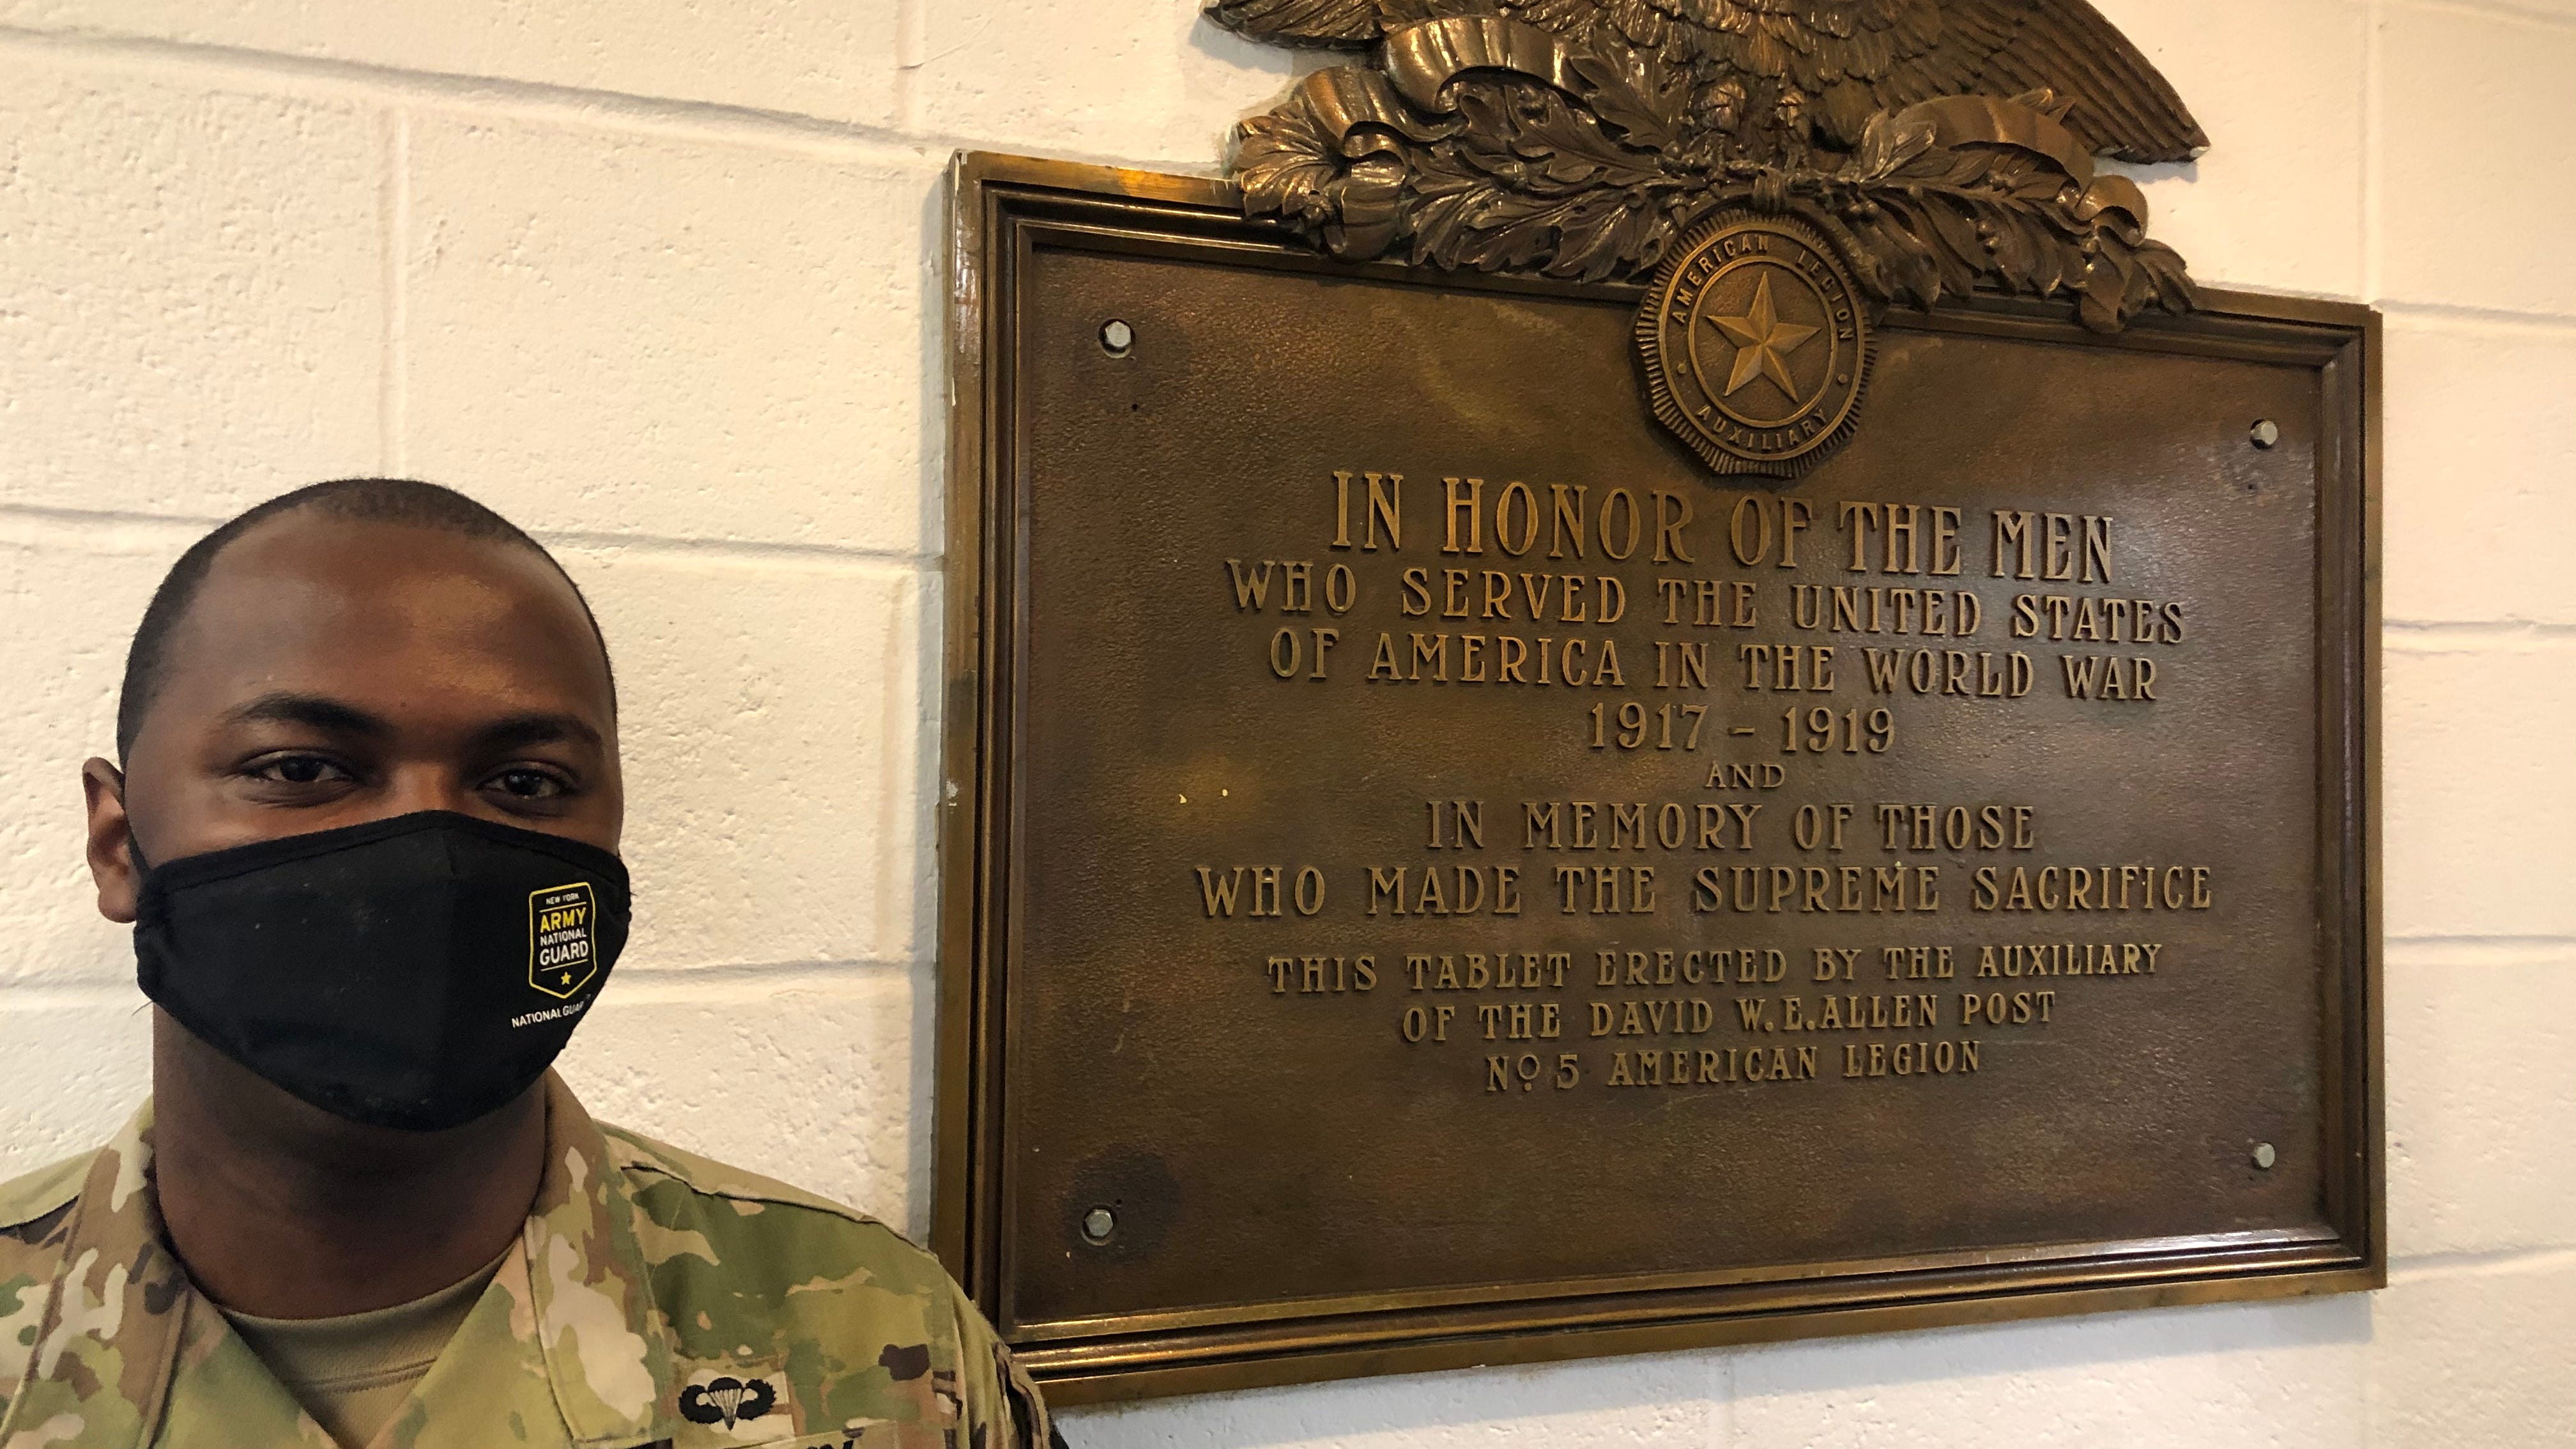 AMERICAN LEGION
AUXILIARY
IN HONOR OF THE MEN
WHO SERVED THE UNITED STATES
OF AMERICA IN THE WORLD WAR
1917 - 1919
AND
IN MEMORY OF THOSE
WHO MADE THE SUPREME SACRIFICE
THIS TABLET ERECTED BY THE AUXILIARY
OF THE DAVID W.E.ALLEN POST
Nº 5 AMERICAN LEGION
NEW YORK
ARMY
NATIONAL
GUARD
NATIONAL